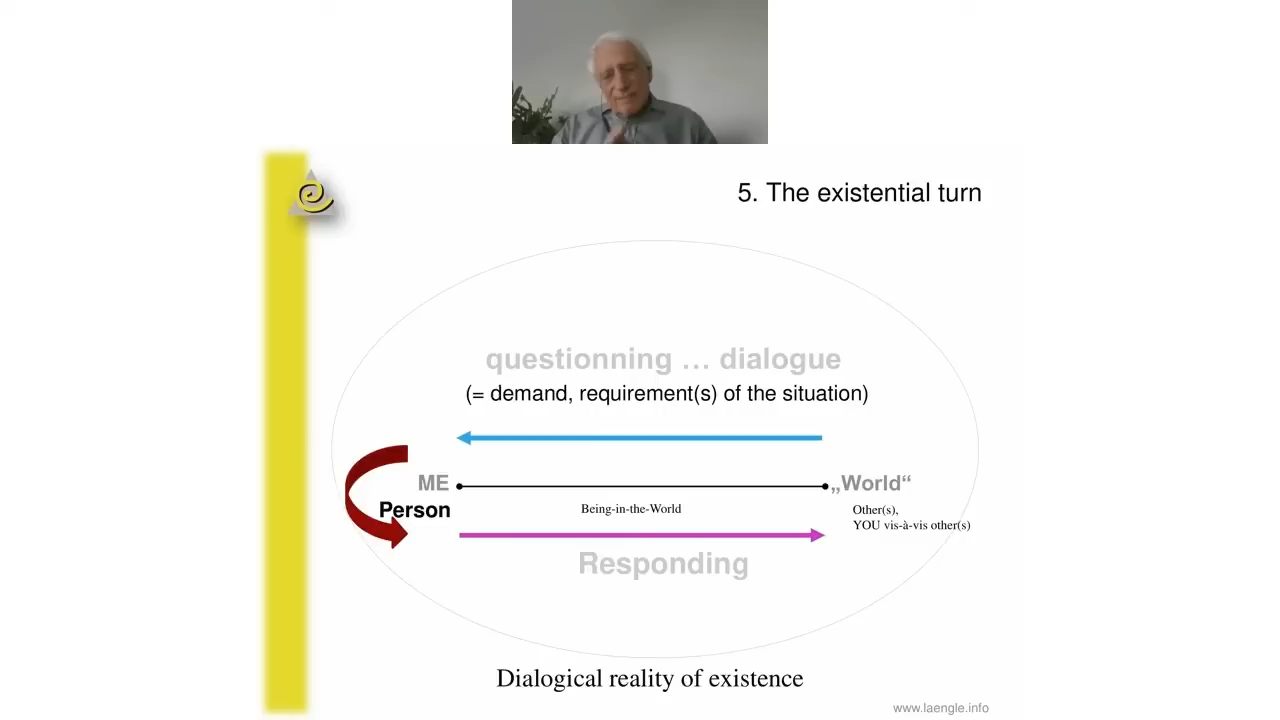 5. The existential turn
questionning … dialogue
(= demand, requirement(s) of the situation)
ME
„World“
Person
Being-in-the-World
Other(s),
YOU vis-à-vis other(s)
Responding
Dialogical reality of existence
www.laengle.info